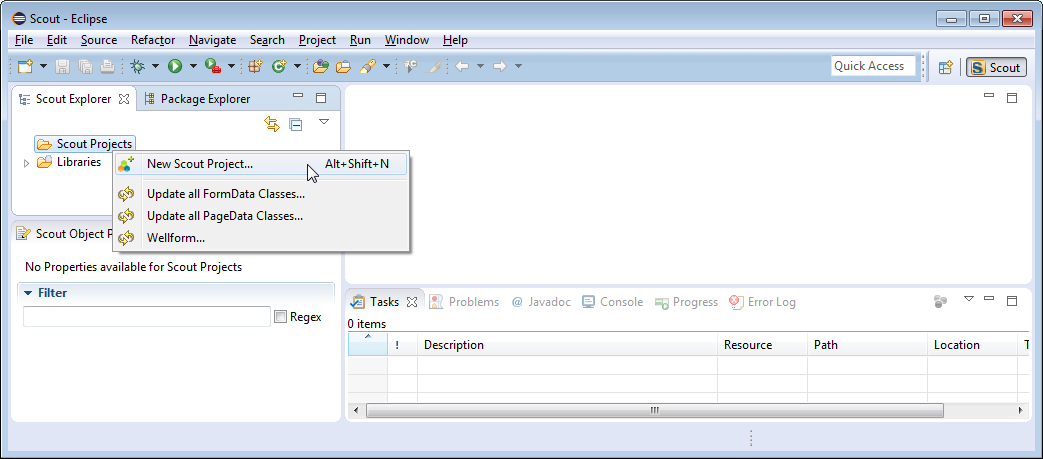 Scout - Eclipse
File Edit Source Refactor Navigate Search Project Run Window Help
Quick Access
Scout
Scout Explorer Package Explorer
Scout Projects
Libraries
New Scout Project... Alt+Shift+N
Update all FormData Classes...
Update all PageData Classes...
Wellform...
Scout Object P
No Properties available for Scout Projects
Filter
Regex
Tasks Problems @ Javadoc Console Progress Error Log
0 items
! Description Resource Path Location T